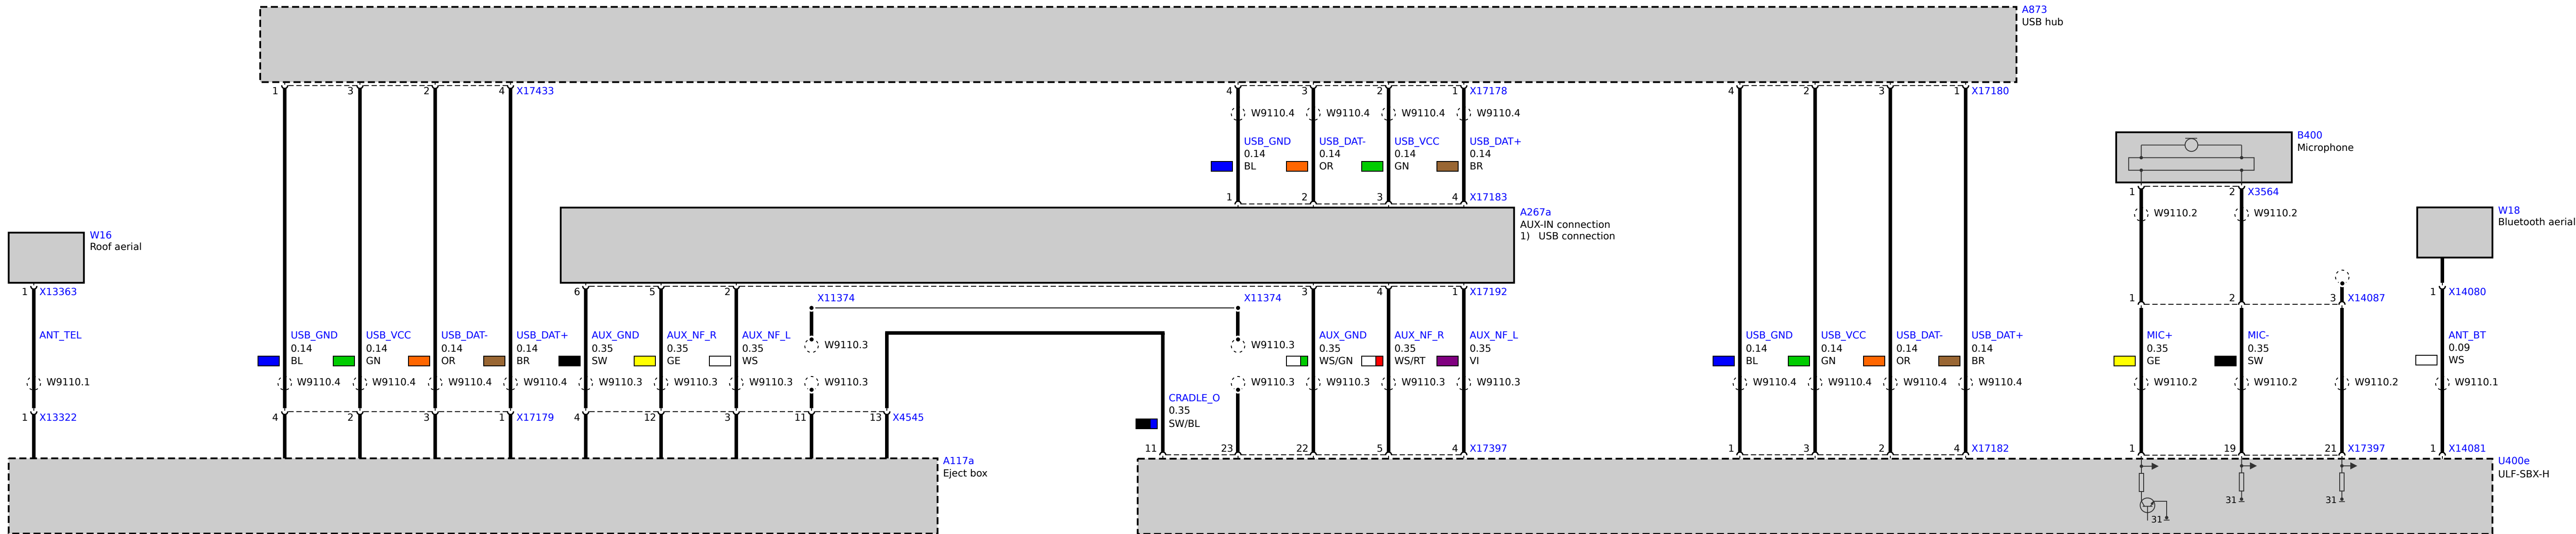 A873
USB hub
1 3 2 4 X17433
4 3 2 1 X17178
4 2 3 1 X17180
W9110.4 W9110.4 W9110.4 W9110.4
B400
Microphone
USB_GND USB_DAT- USB_VCC USB_DAT+
0.14 0.14 0.14 0.14
BL OR GN BR
1 2 3 4 X17183
1 2 X3564
W9110.2 W9110.2
A267a
AUX-IN connection
1) USB connection
W18
Bluetooth aerial
W16
Roof aerial
1 X13363
6 5 2
3 4 1 X17192
X11374 X11374
1 2 3 X14087
1 X14080
ANT_TEL
USB_GND USB_VCC USB_DAT- USB_DAT+ AUX_GND AUX_NF_R AUX_NF_L
0.14 0.14 0.14 0.14 0.35 0.35 0.35
BL GN OR BR SW GE WS
W9110.3 W9110.3
AUX_GND AUX_NF_R AUX_NF_L
0.35 0.35 0.35
WS/GN WS/RT VI
USB_GND USB_VCC USB_DAT- USB_DAT+
0.14 0.14 0.14 0.14
BL GN OR BR
MIC+ MIC-
0.35 0.35
GE SW
ANT_BT
0.09
WS
W9110.1 W9110.4 W9110.4 W9110.4 W9110.4 W9110.3 W9110.3 W9110.3 W9110.3 W9110.3 W9110.3 W9110.3 W9110.3 W9110.4 W9110.4 W9110.4 W9110.4 W9110.2 W9110.2 W9110.2 W9110.1
CRADLE_O
0.35
SW/BL
1 X13322 4 2 3 1 X17179 4 12 3 11 13 X4545
11 23 22 5 4 X17397 1 3 2 4 X17182 1 19 21 X17397 1 X14081
A117a
Eject box
U400e
ULF-SBX-H
31 31
31